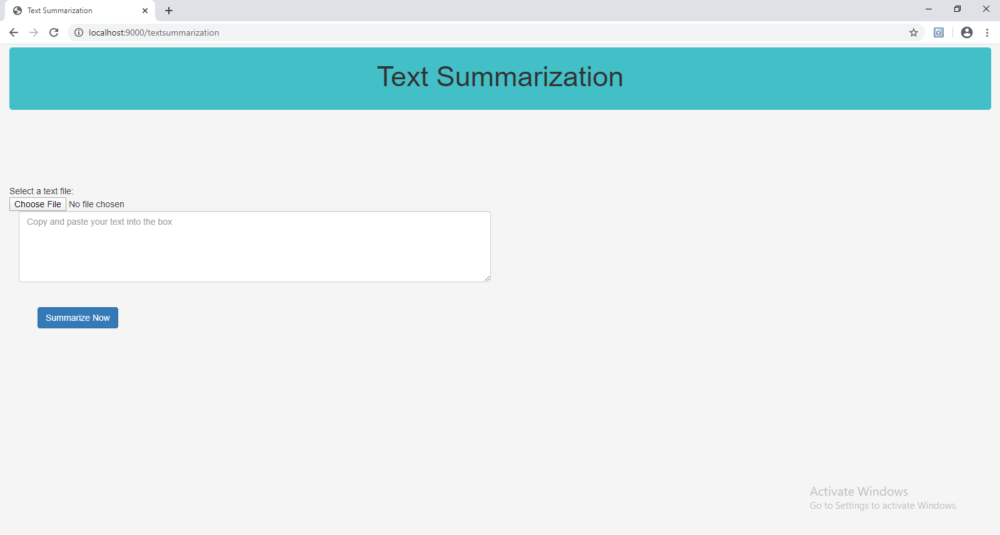 Text Summarization
localhost:9000/textsummarization
Text Summarization
Select a text file:
Choose File No file chosen
Copy and paste your text into the box
Summarize Now
Activate Windows
Go to Settings to activate Windows.